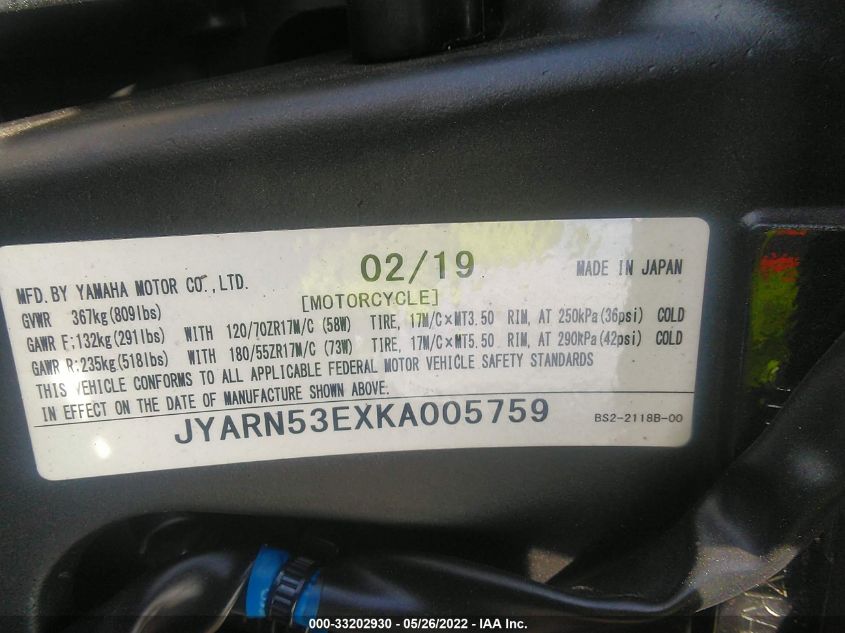 02/19
MFD. BY YAMAHA MOTOR CO., LTD.
MADE IN JAPAN
[MOTORCYCLE]
GVWR 367kg(809lbs)
GAWR F:132kg(291lbs) WITH 120/70ZR17M/C (58W) TIRE, 17M/C×MT3.50 RIM, AT 250kPa(36psi) COLD
GAWR R:235kg(518lbs) WITH 180/55ZR17M/C (73W) TIRE, 17M/C×MT5.50 RIM, AT 290kPa(42psi) COLD
THIS VEHICLE CONFORMS TO ALL APPLICABLE FEDERAL MOTOR VEHICLE SAFETY STANDARDS
IN EFFECT ON THE DATE OF MANUFACTURE SHOWN ABOVE.
JYARN53EXKA005759
BS2-2118B-00
000-33202930 - 05/26/2022 - IAA Inc.